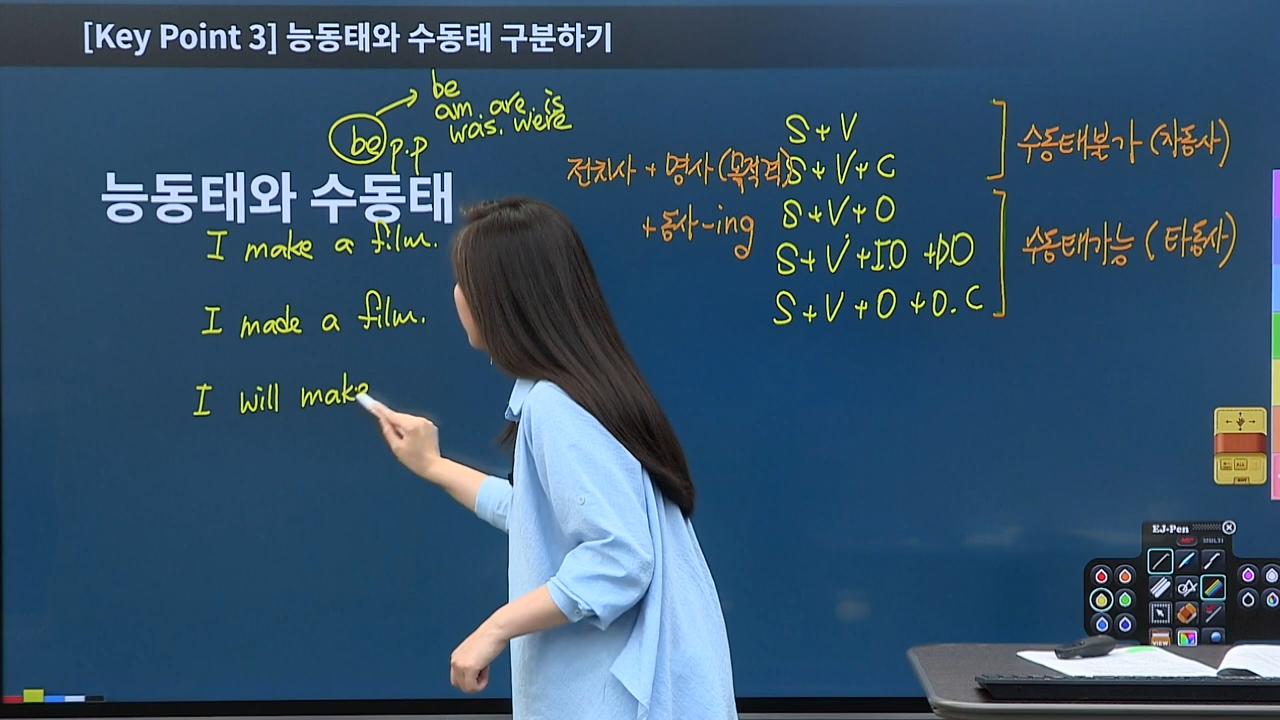 [Key Point 3] 능동태와 수동태 구분하기
be
am. are. is
was. were
be p.p
능동태와 수동태
I make a film.
I made a film.
I will make
전치사 + 명사 (목적격)
+ 동사-ing
S + V
S + V + C
S + V + O
S + V + I.O + D.O
S + V + O + O.C
수동태불가 (자동사)
수동태가능 (타동사)
EJ-Pen
VIEW